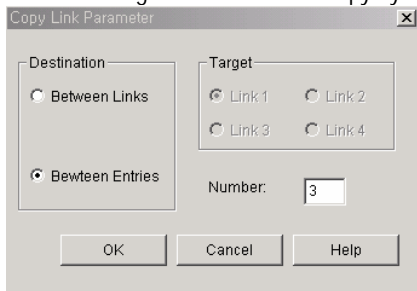 Copy Link Parameter
Destination
Between Links
Bewteen Entries
Target
Link 1 Link 2
Link 3 Link 4
Number: 3
OK Cancel Help